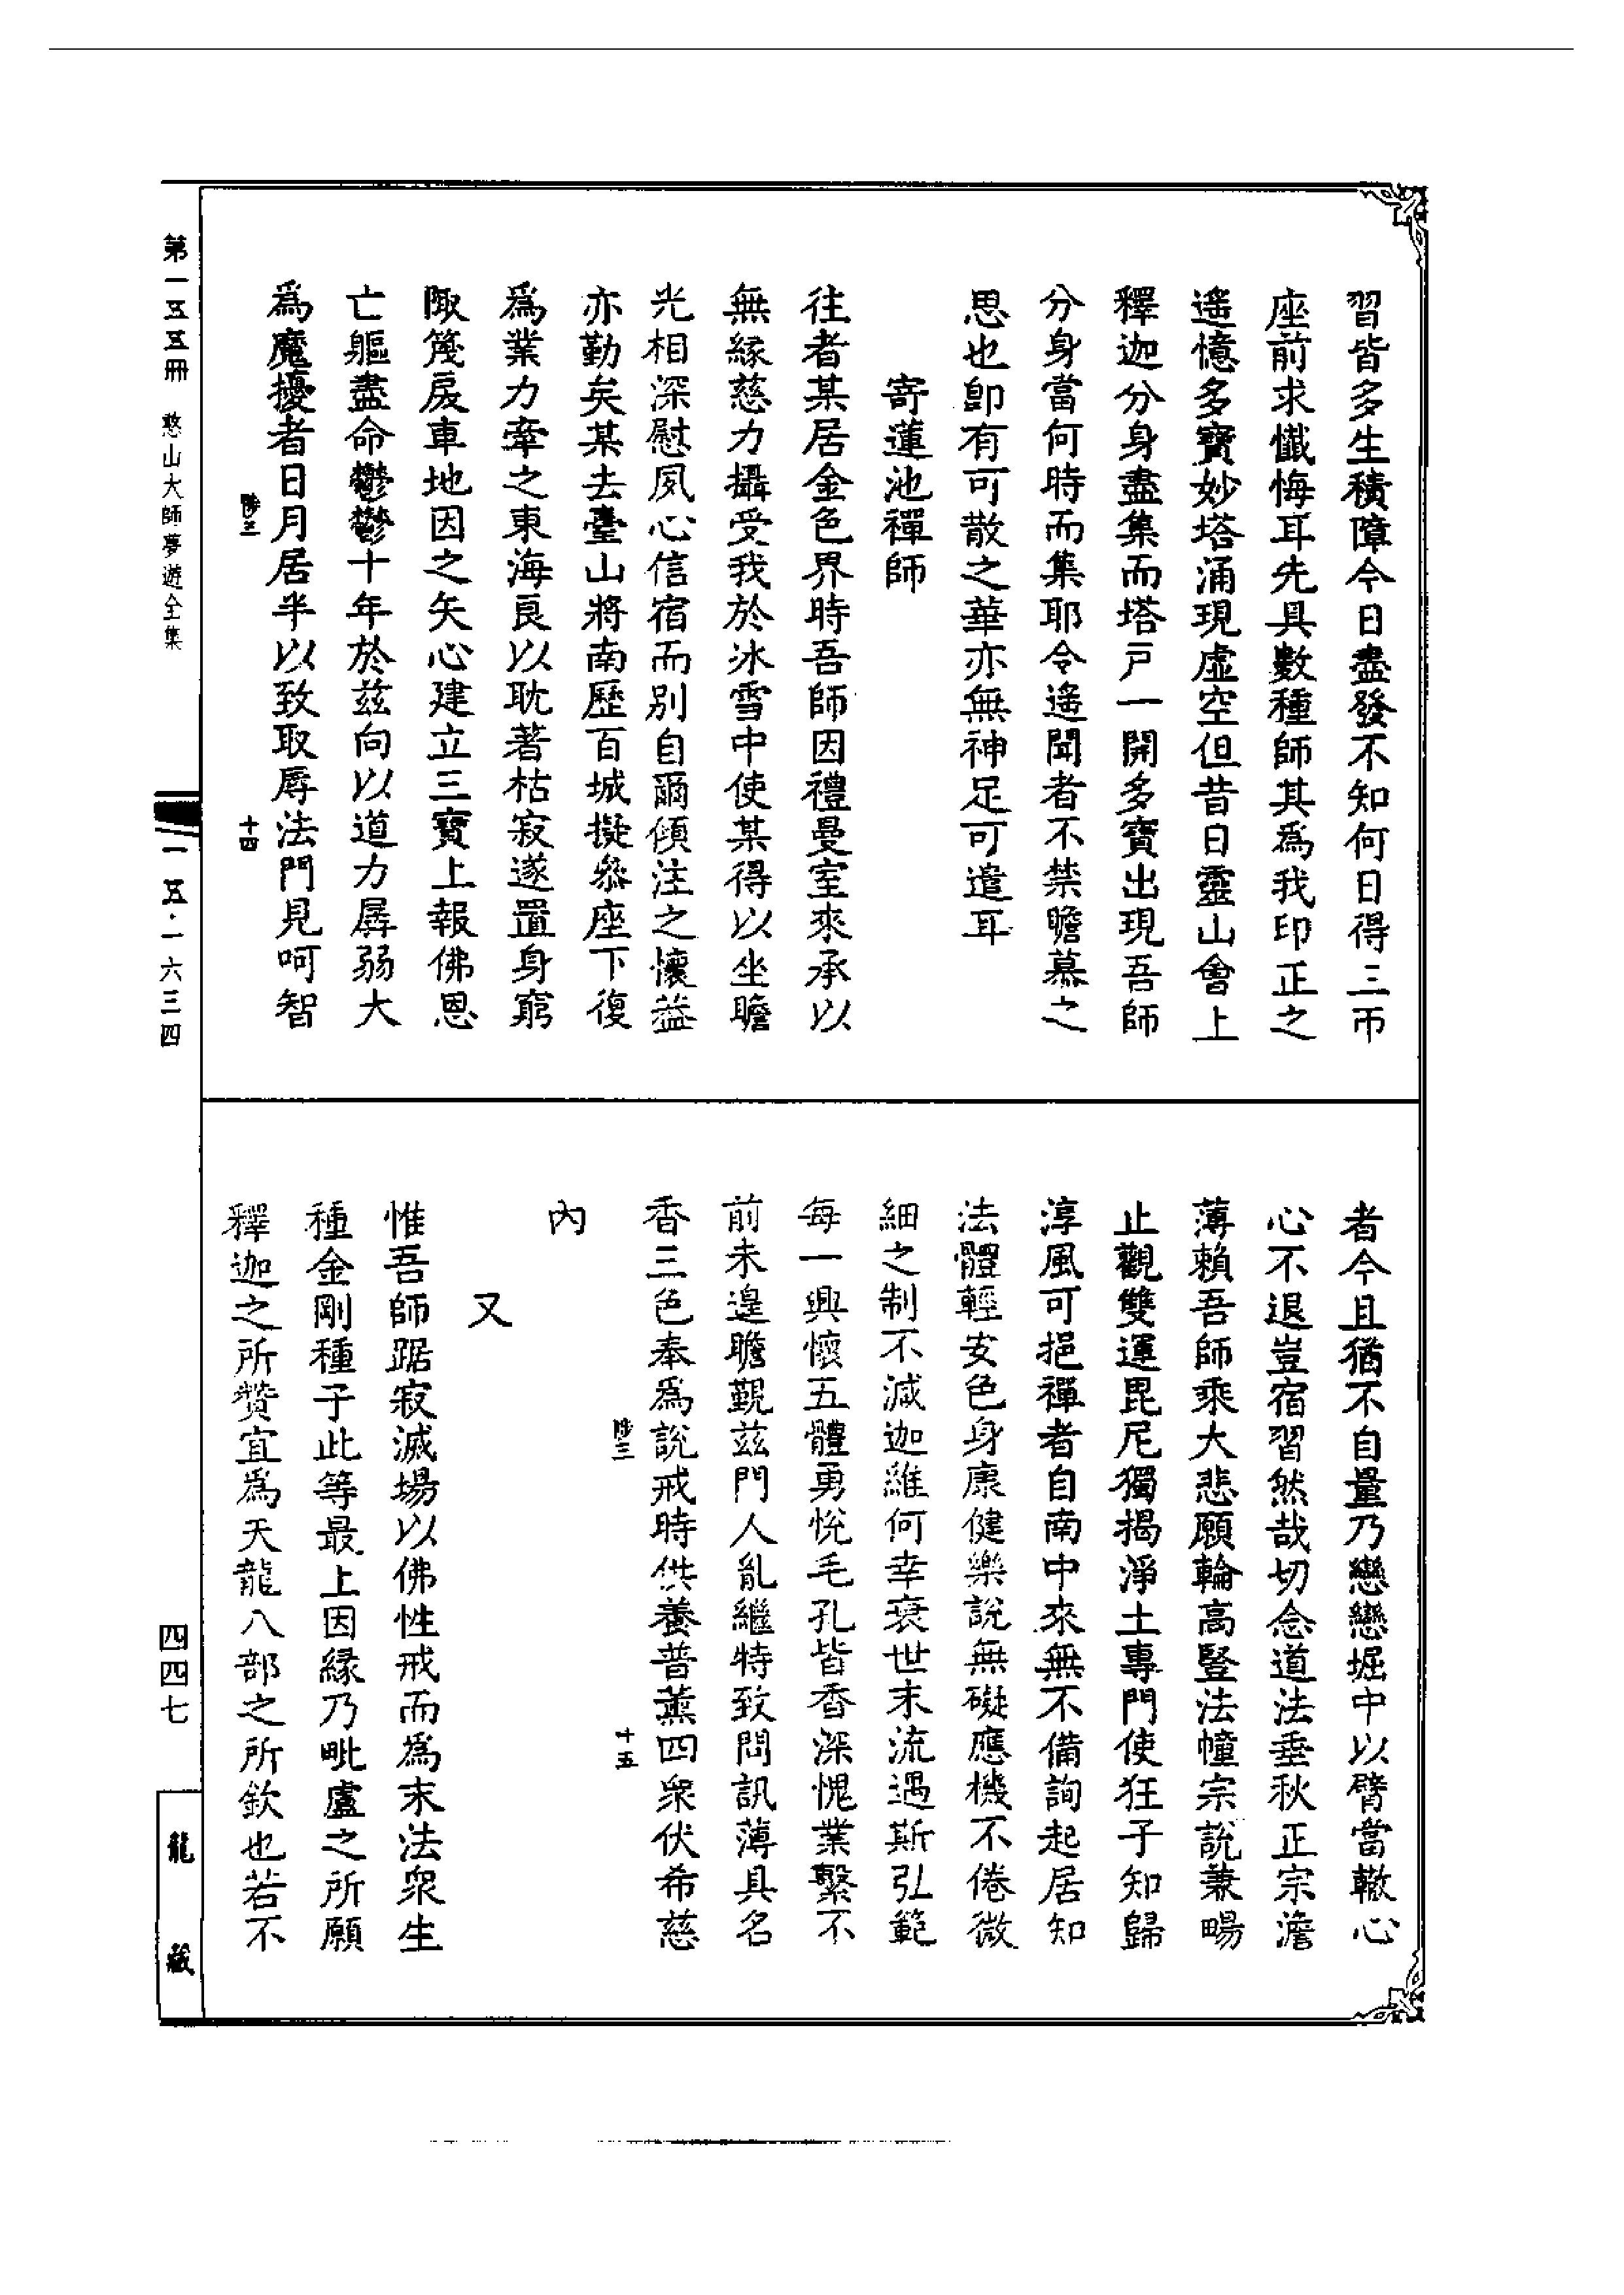 習皆多生積障今日盡發不知何日得三帀
座前求懺悔耳先具數種師其為我印正之
遙憶多寶妙塔涌現虛空但昔日靈山會上
釋迦分身盡集而塔戸一開多寶出現吾師
分身當何時而集耶令遙聞者不禁瞻慕之
思也卽有可散之華亦無神足可遣耳
寄蓮池禪師
往者某居金色界時吾師因禮曼室來承以
無緣慈力攝受我於冰雪中使某得以坐瞻
光相深慰夙心信宿而別自爾傾注之懷益
亦勤矣某去臺山將南歷百城擬叅座下復
為業力牽之東海良以耽著枯寂遂置身窮
陬篾戾車地因之矢心建立三寶上報佛恩
亡軀盡命鬱鬱十年於茲向以道力孱弱大
為魔擾者日月居半以致取辱法門見呵智
十四
者今且猶不自量乃戀戀堀中以臂當轍心
心不退豈宿習然哉切念道法垂秋正宗澹
薄賴吾師乘大悲願輪高豎法幢宗說兼暢
止觀雙運毘尼獨揭淨土專門使狂子知歸
淳風可挹禪者自南中來無不備詢起居知
法體輕安色身康健樂說無礙應機不倦微
細之制不減迦維何幸衰世末流遇斯弘範
每一興懷五體勇悅毛孔皆香深愧業繫不
前未遑瞻覲茲門人亂繼特致問訊薄具名
香三色奉為說戒時供養普薰四衆伏希慈
十五
內
又
惟吾師踞寂滅場以佛性戒而為末法衆生
種金剛種子此等最上因緣乃毗盧之所願
釋迦之所贊宜為天龍八部之所欽也若不
第一五五冊 憨山大師夢遊全集
一五·一六三四
四四七
龍藏